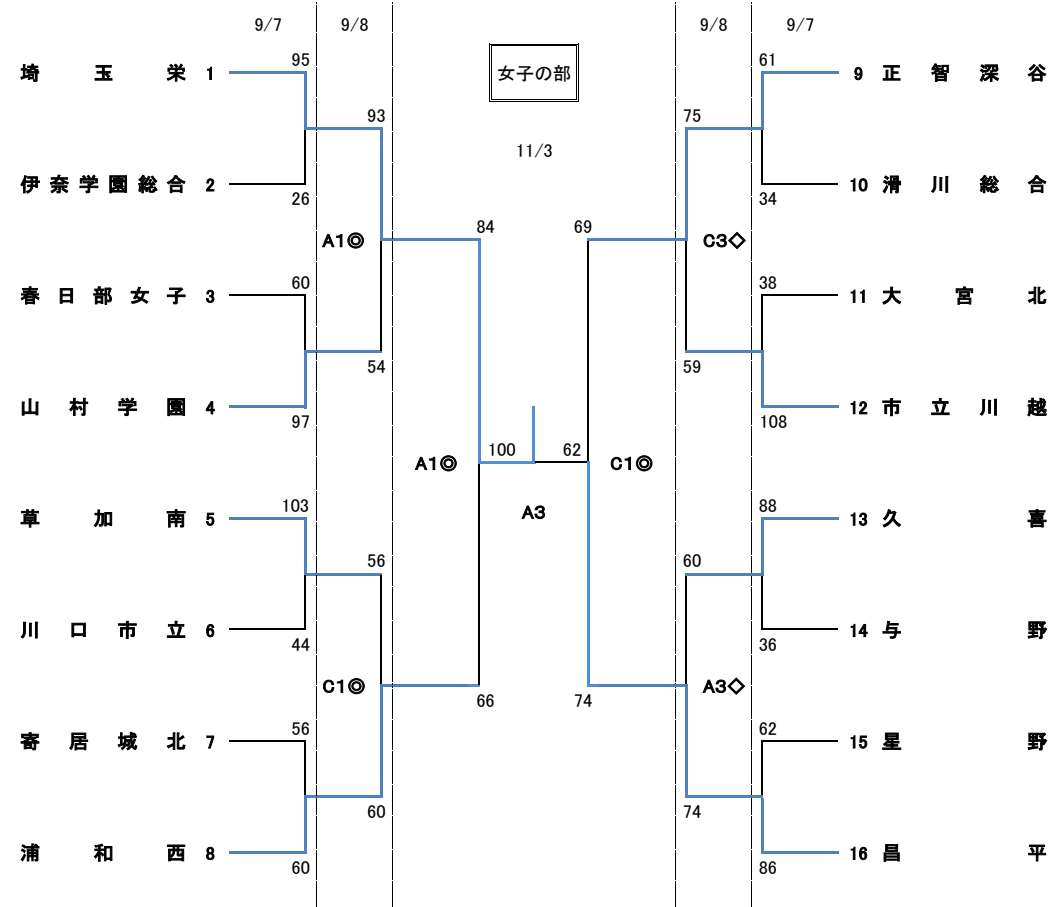 9/7 9/8 9/8 9/7
女子の部
11/3
95 61
埼玉栄 1 9 正智深谷
93 75
伊奈学園総合 2 10 滑川総合
26 34
84 69
A1◎ C3◇
60 38
春日部女子 3 11 大宮北
54 59
山村学園 4 12 市立川越
97 108
100 62
A1◎ C1◎
103 88
A3
草加南 5 13 久喜
56 60
川口市立 6 14 与野
44 36
C1◎ A3◇
66 74
56 62
寄居城北 7 15 星野
60 74
浦和西 8 16 昌平
60 86